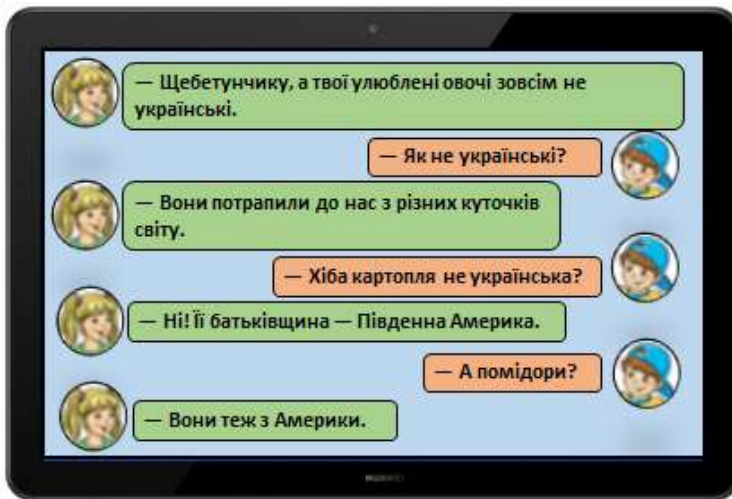 — Щебетунчику, а твої улюблені овочі зовсім не
українські.
— Як не українські?
— Вони потрапили до нас з різних куточків
світу.
— Хіба картопля не українська?
— Ні! Її батьківщина — Південна Америка.
— А помідори?
— Вони теж з Америки.